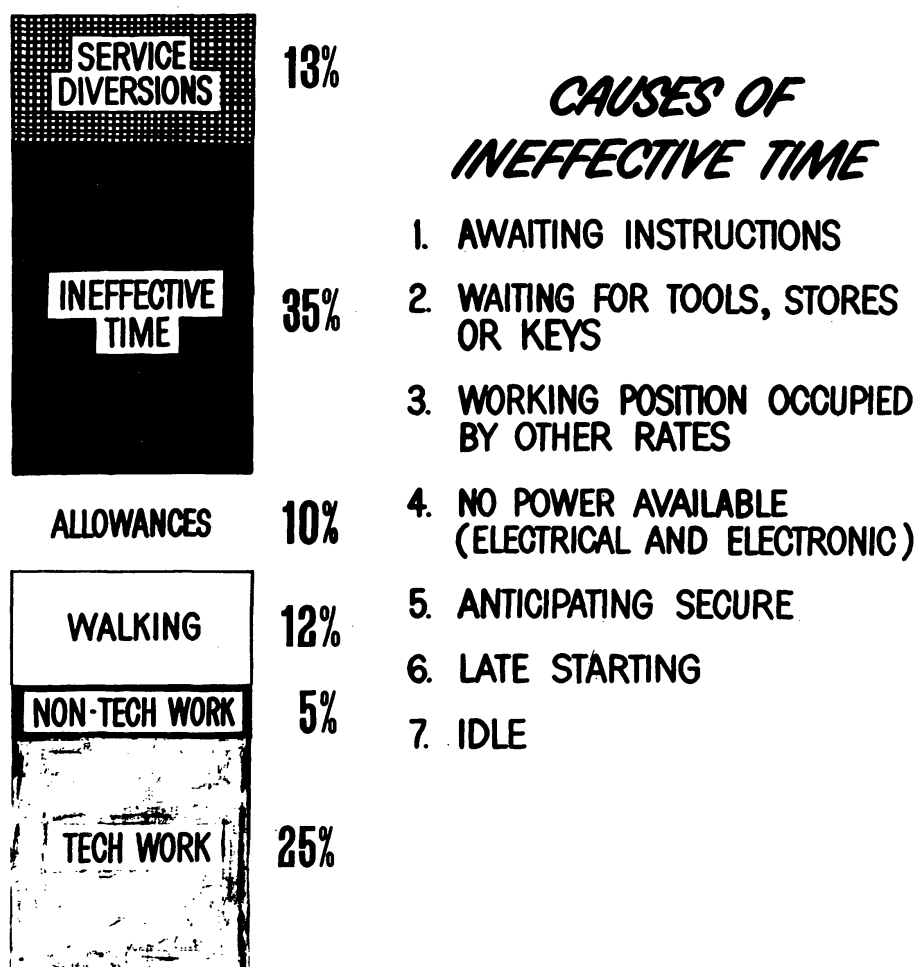 SERVICE
DIVERSIONS
13%
INEFFECTIVE
TIME
35%
ALLOWANCES
10%
WALKING
12%
NON-TECH WORK
5%
TECH WORK
25%
CAUSES OF
INEFFECTIVE TIME
1. AWAITING INSTRUCTIONS
2. WAITING FOR TOOLS, STORES
OR KEYS
3. WORKING POSITION OCCUPIED
BY OTHER RATES
4. NO POWER AVAILABLE
(ELECTRICAL AND ELECTRONIC)
5. ANTICIPATING SECURE
6. LATE STARTING
7. IDLE